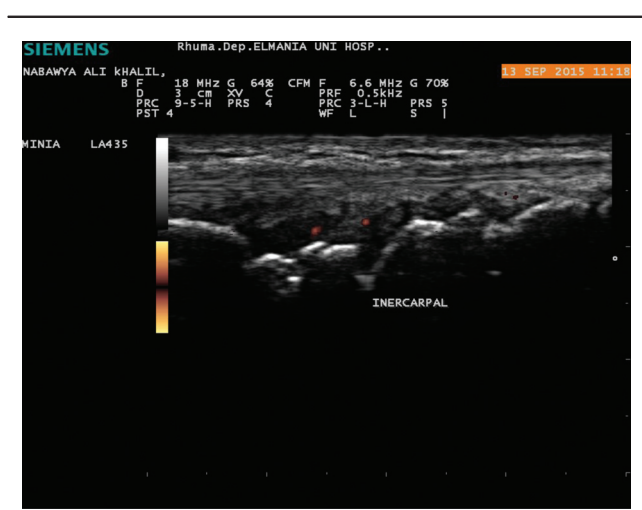 SIEMENS Rhuma.Dep.ELMANIA UNI HOSP..
NABAWYA ALI kHALIL,
13 SEP 2015 11:18
B F 18 MHz G 64% CFM F 6.6 MHz G 70%
D 3 cm XV C PRF 0.5kHz
PRC 9-5-H PRS 4 PRC 3-L-H PRS 5
PST 4 WF L S |
MINIA LA435
INERCARPAL